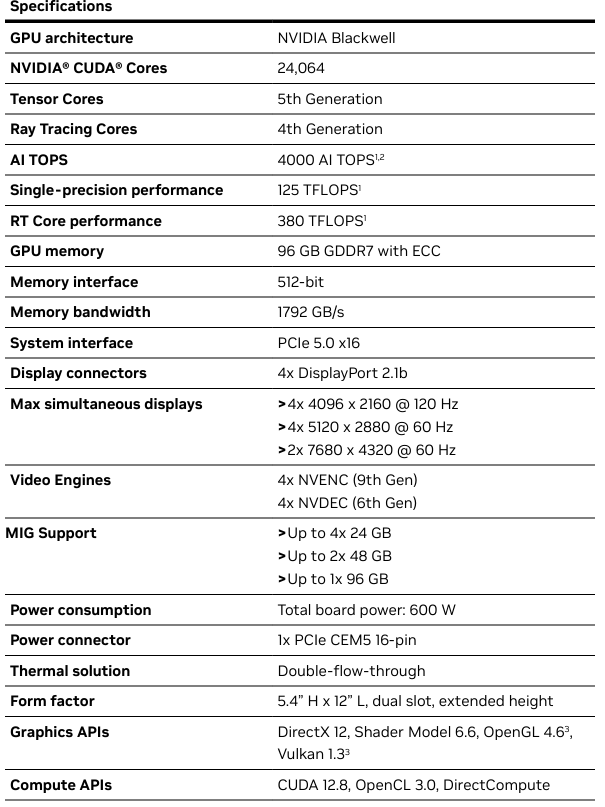 Specifications
GPU architecture NVIDIA Blackwell
NVIDIA® CUDA® Cores 24,064
Tensor Cores 5th Generation
Ray Tracing Cores 4th Generation
AI TOPS 4000 AI TOPS¹,²
Single-precision performance 125 TFLOPS¹
RT Core performance 380 TFLOPS¹
GPU memory 96 GB GDDR7 with ECC
Memory interface 512-bit
Memory bandwidth 1792 GB/s
System interface PCIe 5.0 x16
Display connectors 4x DisplayPort 2.1b
Max simultaneous displays >4x 4096 x 2160 @ 120 Hz
>4x 5120 x 2880 @ 60 Hz
>2x 7680 x 4320 @ 60 Hz
Video Engines 4x NVENC (9th Gen)
4x NVDEC (6th Gen)
MIG Support >Up to 4x 24 GB
>Up to 2x 48 GB
>Up to 1x 96 GB
Power consumption Total board power: 600 W
Power connector 1x PCIe CEM5 16-pin
Thermal solution Double-flow-through
Form factor 5.4” H x 12” L, dual slot, extended height
Graphics APIs DirectX 12, Shader Model 6.6, OpenGL 4.6³,
Vulkan 1.3³
Compute APIs CUDA 12.8, OpenCL 3.0, DirectCompute